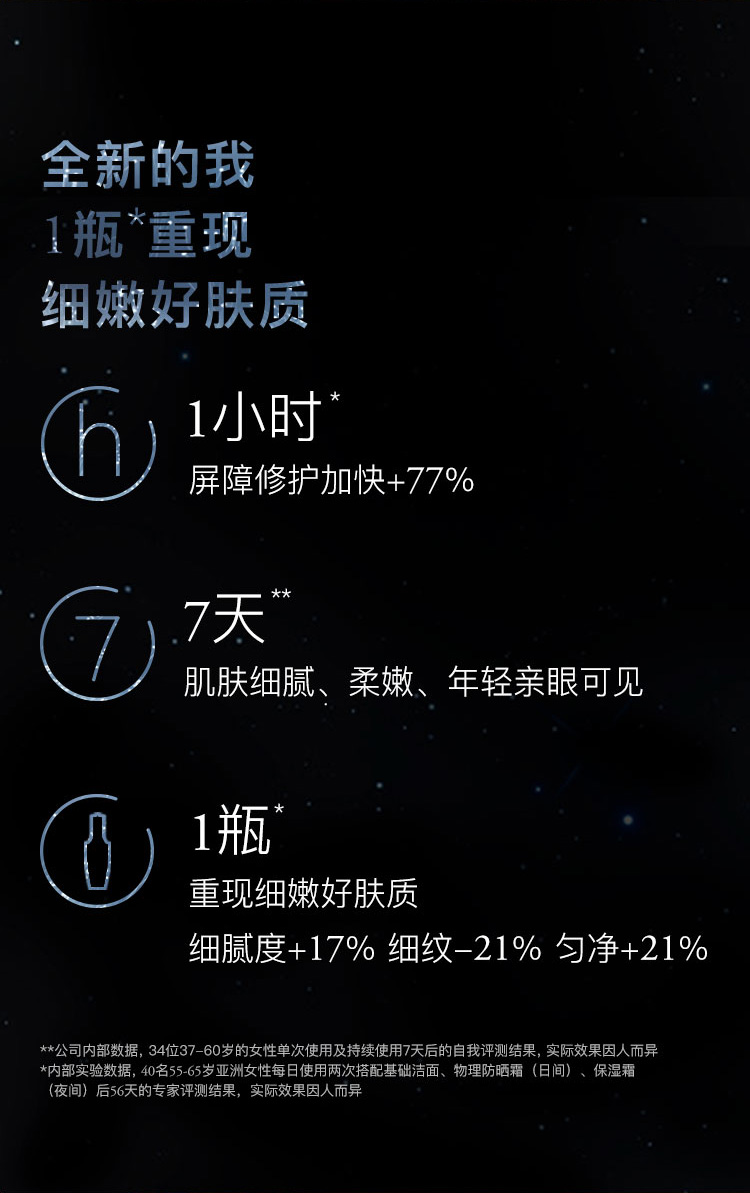 全新的我
1瓶*重现
细嫩好肤质
h
1小时*
屏障修护加快+77%
7
7天**
肌肤细腻、柔嫩、年轻亲眼可见
1瓶*
重现细嫩好肤质
细腻度+17% 细纹-21% 匀净+21%
**公司内部数据, 34位37-60岁的女性单次使用及持续使用7天后的自我评测结果, 实际效果因人而异
*内部实验数据, 40名55-65岁亚洲女性每日使用两次搭配基础洁面、物理防晒霜（日间）、保湿霜
（夜间）后56天的专家评测结果，实际效果因人而异